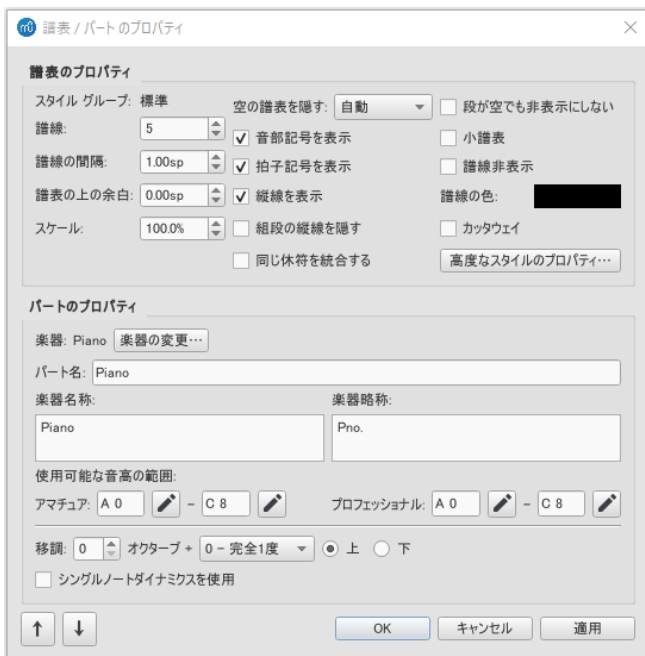 譜表 / パート のプロパティ
譜表のプロパティ
スタイル グループ: 標準
空の譜表を隠す: 自動
段が空でも非表示にしない
譜線: 5
音部記号を表示
小譜表
譜線の間隔: 1.00sp
拍子記号を表示
譜線非表示
譜表の上の余白: 0.00sp
縦線を表示
譜線の色:
スケール: 100.0%
組段の縦線を隠す
カッタウェイ
同じ休符を統合する
高度なスタイルのプロパティ…
パートのプロパティ
楽器: Piano 楽器の変更…
パート名: Piano
楽器名称:
楽器略称:
Piano
Pno.
使用可能な音高の範囲:
アマチュア: A 0 - C 8
プロフェッショナル: A 0 - C 8
移調: 0 オクターブ + 0 - 完全1度 上 下
シングルノートダイナミクスを使用
OK キャンセル 適用